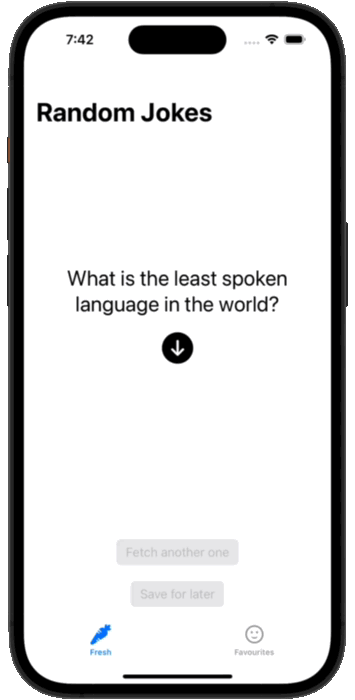 7:42
Random Jokes
What is the least spoken
language in the world?
Fetch another one
Save for later
Fresh
Favourites